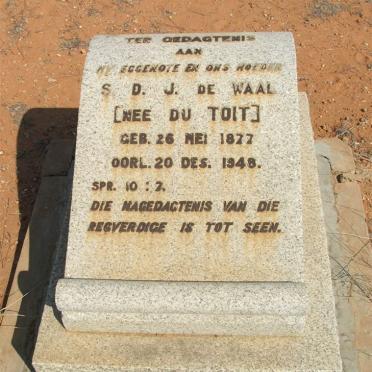 TER GEDAGTENIS
AAN
MY EGGENOTE EN ONS MOEDER
S. D. J. DE WAAL
[NEE DU TOIT]
GEB. 26 MEI 1877
OORL. 20 DES. 1948.
SPR. 10 : 7.
DIE NAGEDACTENIS VAN DIE
REGVERDIGE IS TOT SEEN.